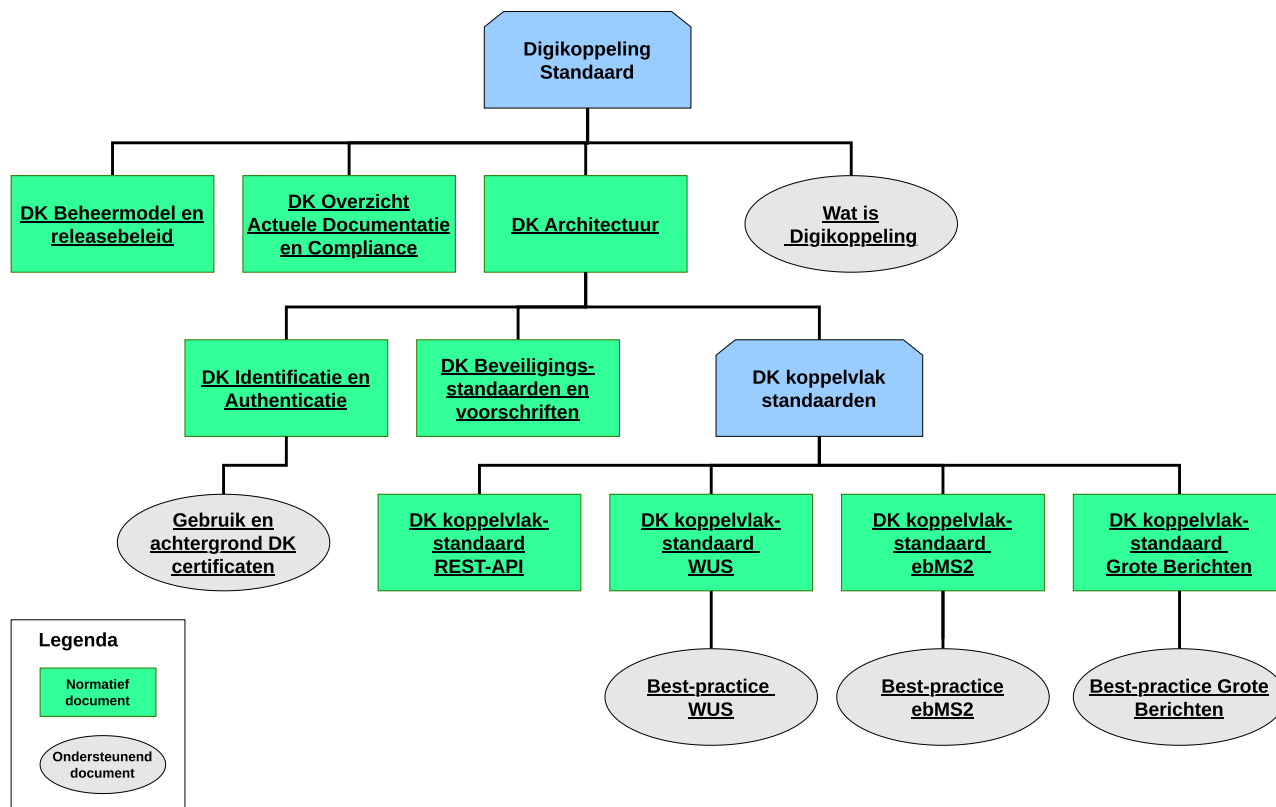 Digikoppeling
Standaard
DK Beheermodel en
releasebeleid
DK Overzicht
Actuele Documentatie
en Compliance
DK Architectuur
Wat is
Digikoppeling
DK Identificatie en
Authenticatie
DK Beveiligings-
standaarden en
voorschriften
DK koppelvlak
standaarden
Gebruik en
achtergrond DK
certificaten
DK koppelvlak-
standaard
REST-API
DK koppelvlak-
standaard
WUS
DK koppelvlak-
standaard
ebMS2
DK koppelvlak-
standaard
Grote Berichten
Best-practice
WUS
Best-practice
ebMS2
Best-practice Grote
Berichten
Legenda
Normatief
document
Ondersteunend
document